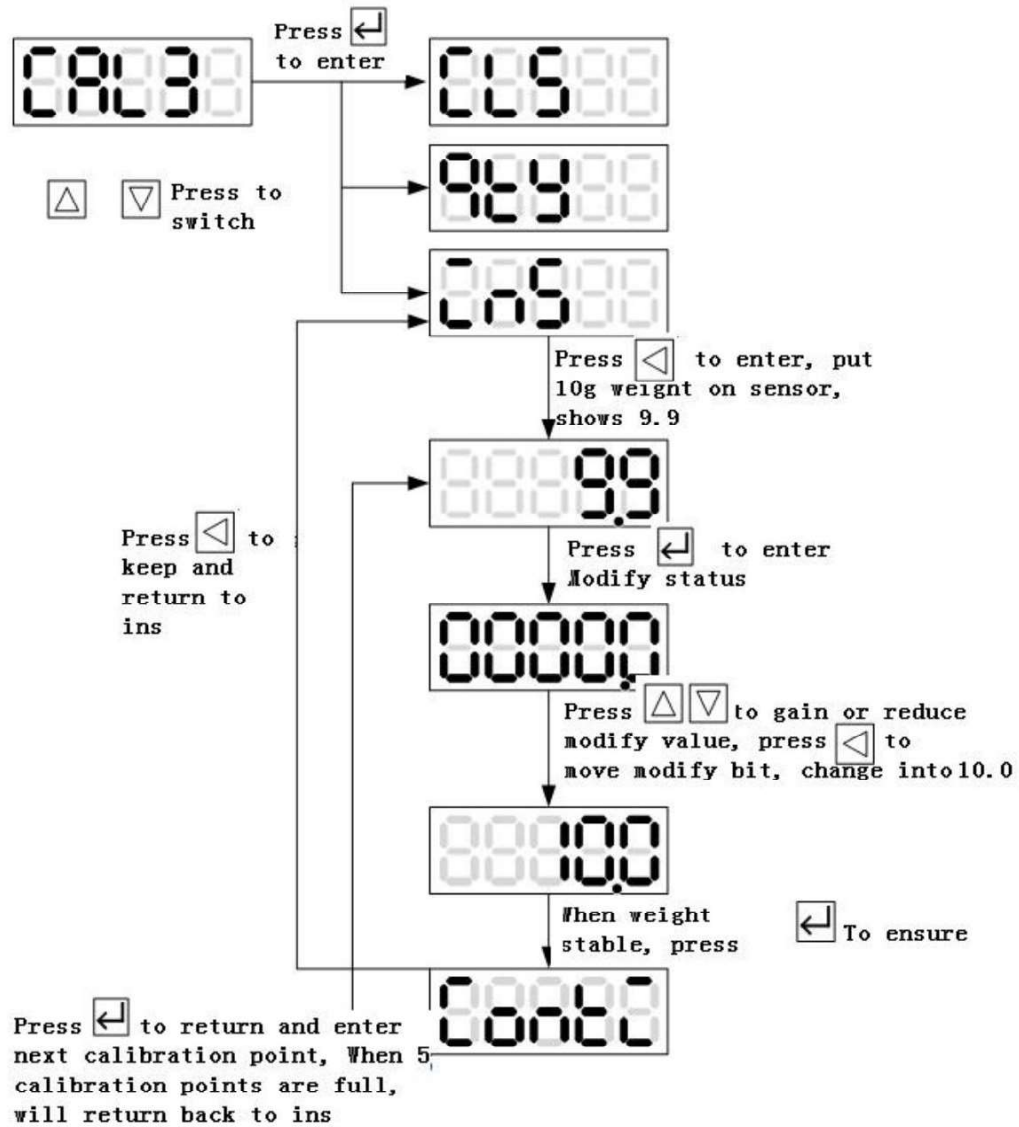 Press
to enter
CAL3
CLS
Press to
switch
qty
inS
Press to enter, put
10g weight on sensor,
shows 9.9
9.9
Press to
keep and
return to
ins
Press to enter
Modify status
0000.0
Press to gain or reduce
modify value, press to
move modify bit, change into 10.0
10.0
When weight
stable, press
To ensure
Conti
Press to return and enter
next calibration point, When 5
calibration points are full,
will return back to ins